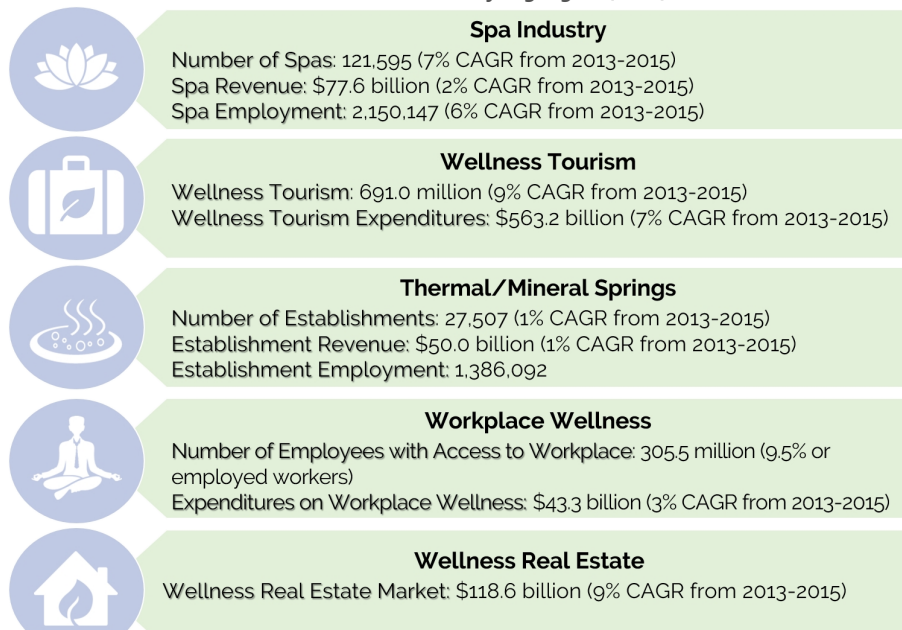 Spa Industry
Number of Spas: 121,595 (7% CAGR from 2013-2015)
Spa Revenue: $77.6 billion (2% CAGR from 2013-2015)
Spa Employment: 2,150,147 (6% CAGR from 2013-2015)
Wellness Tourism
Wellness Tourism: 691.0 million (9% CAGR from 2013-2015)
Wellness Tourism Expenditures: $563.2 billion (7% CAGR from 2013-2015)
Thermal/Mineral Springs
Number of Establishments: 27,507 (1% CAGR from 2013-2015)
Establishment Revenue: $50.0 billion (1% CAGR from 2013-2015)
Establishment Employment: 1,386,092
Workplace Wellness
Number of Employees with Access to Workplace: 305.5 million (9.5% or
employed workers)
Expenditures on Workplace Wellness: $43.3 billion (3% CAGR from 2013-2015)
Wellness Real Estate
Wellness Real Estate Market: $118.6 billion (9% CAGR from 2013-2015)